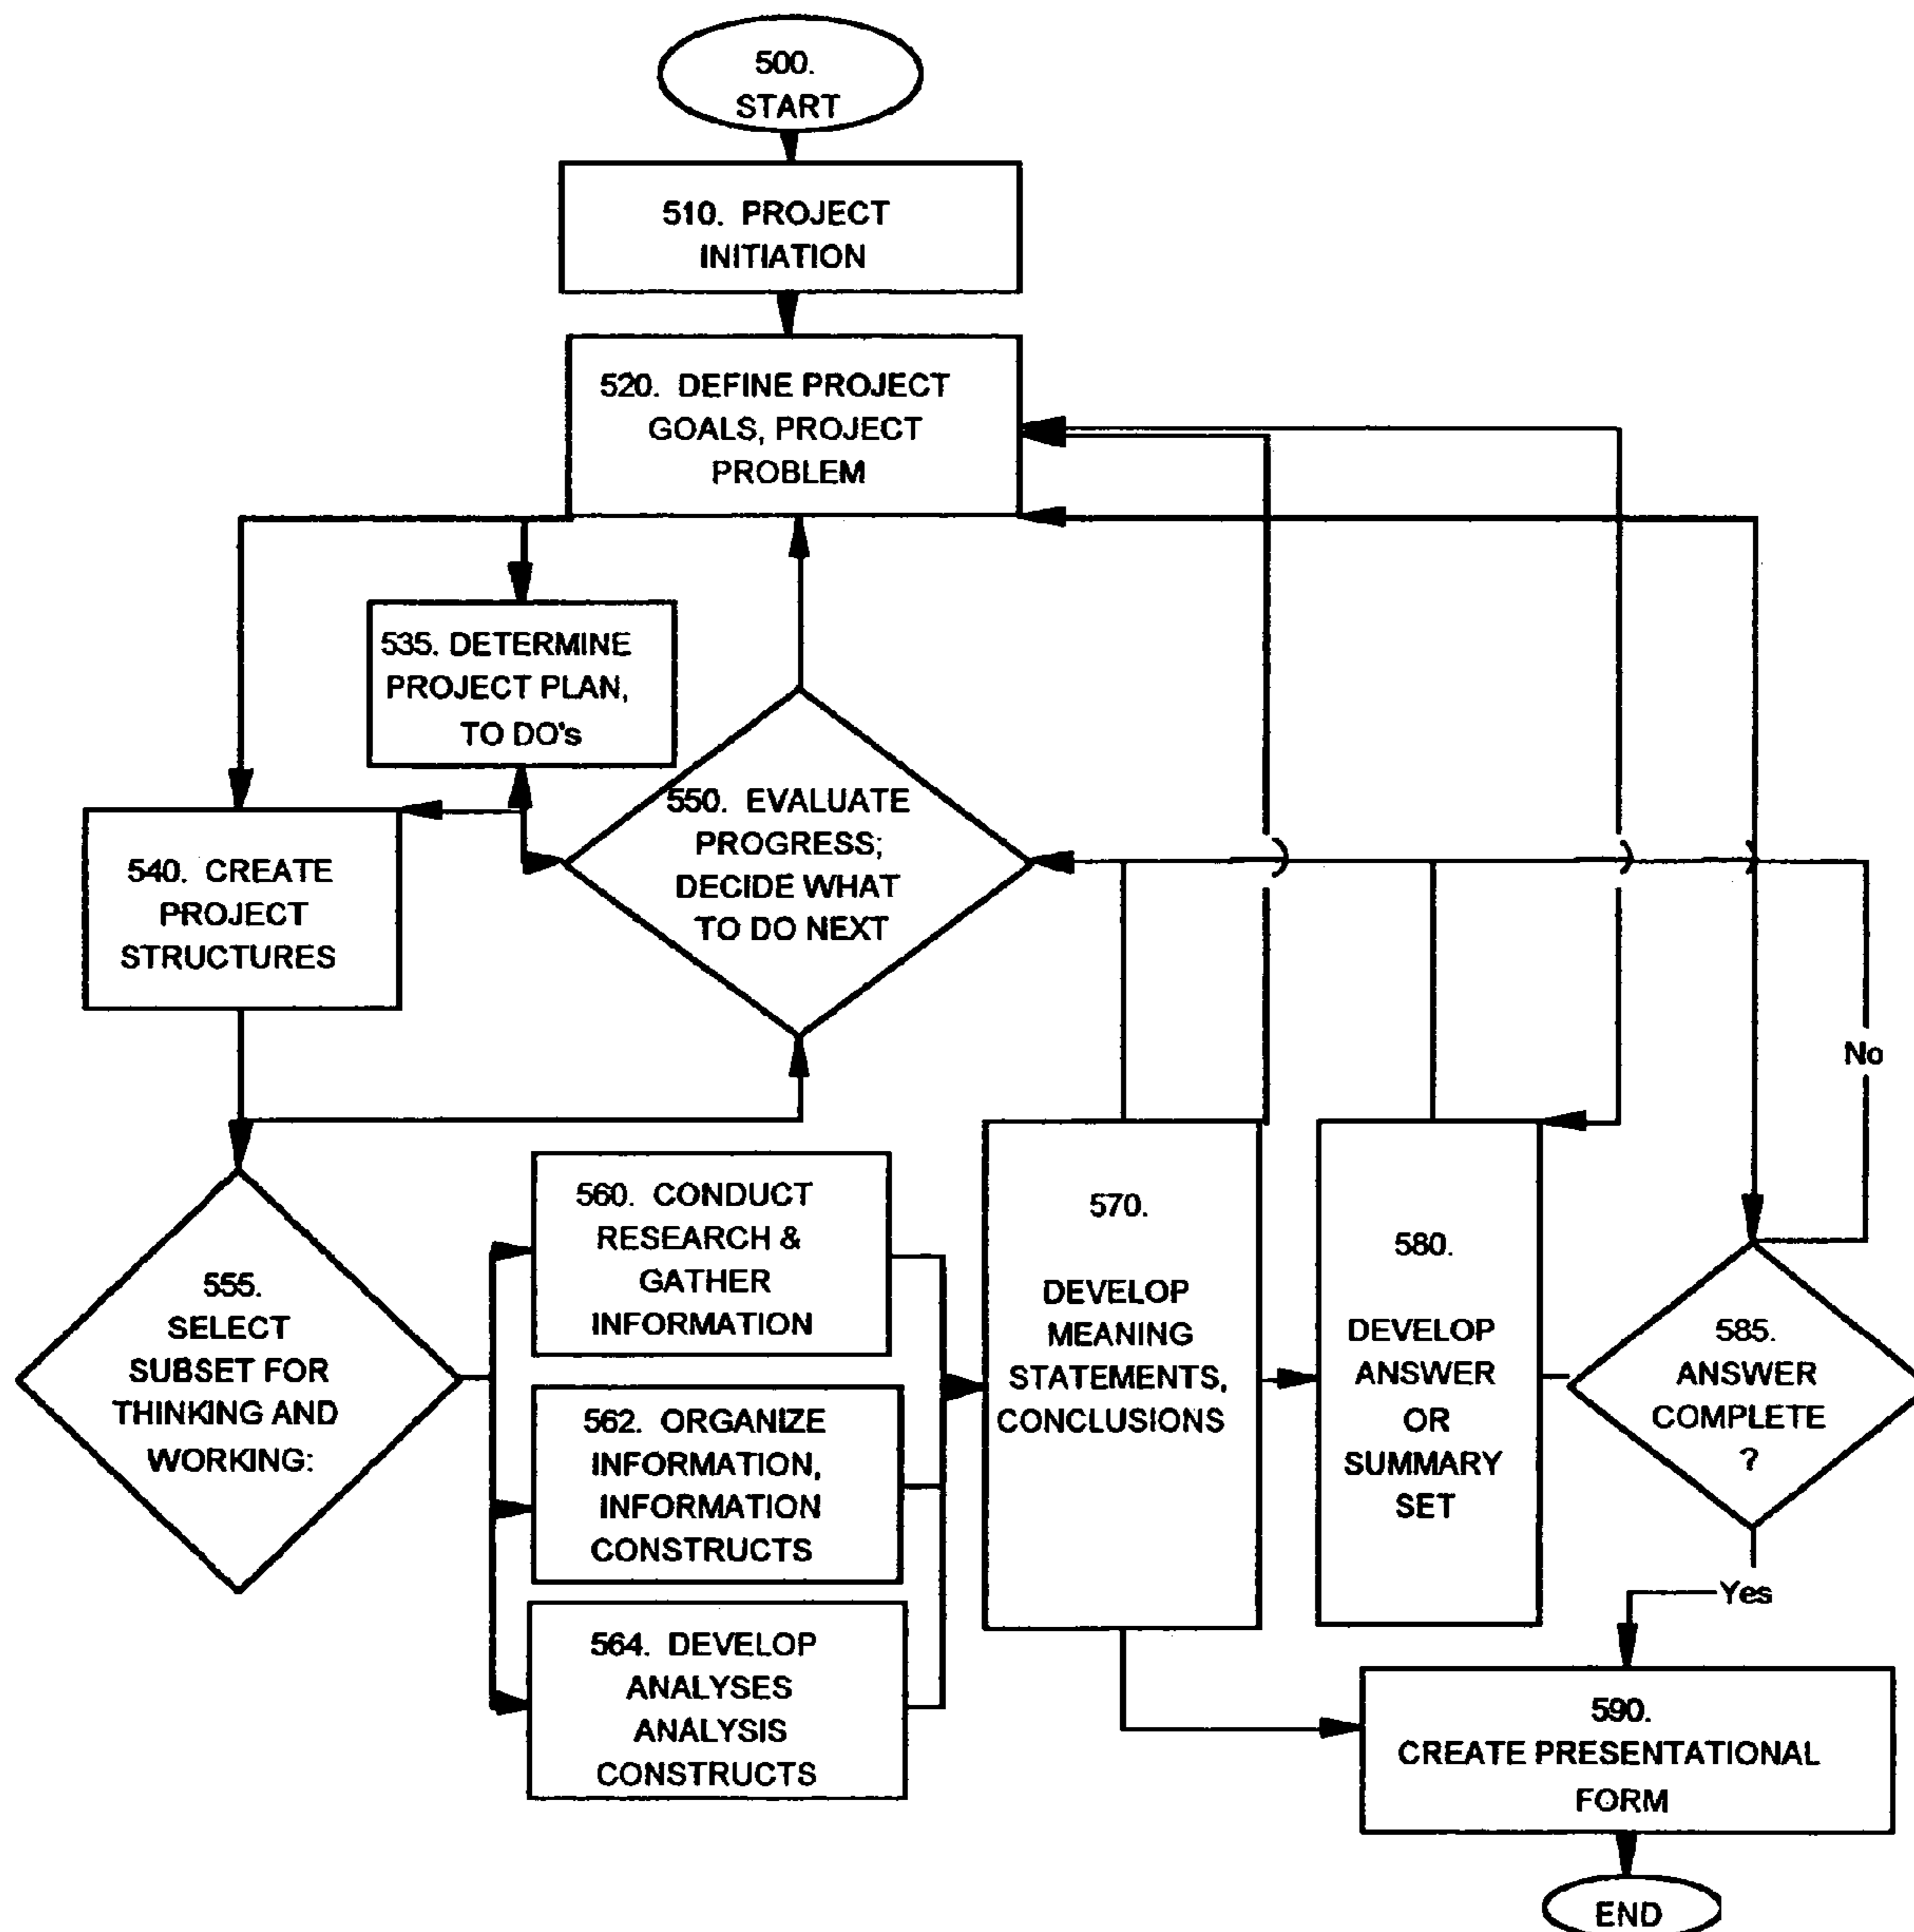 500.
START
510. PROJECT
INITIATION
520. DEFINE PROJECT
GOALS, PROJECT
PROBLEM
535. DETERMINE
PROJECT PLAN,
TO DO's
550. EVALUATE
PROGRESS;
DECIDE WHAT
TO DO NEXT
540. CREATE
PROJECT
STRUCTURES
No
555.
SELECT
SUBSET FOR
THINKING AND
WORKING:
560. CONDUCT
RESEARCH &
GATHER
INFORMATION
562. ORGANIZE
INFORMATION,
INFORMATION
CONSTRUCTS
564. DEVELOP
ANALYSES
ANALYSIS
CONSTRUCTS
570.
DEVELOP
MEANING
STATEMENTS,
CONCLUSIONS
580.
DEVELOP
ANSWER
OR
SUMMARY
SET
585.
ANSWER
COMPLETE
?
Yes
590.
CREATE PRESENTATIONAL
FORM
END